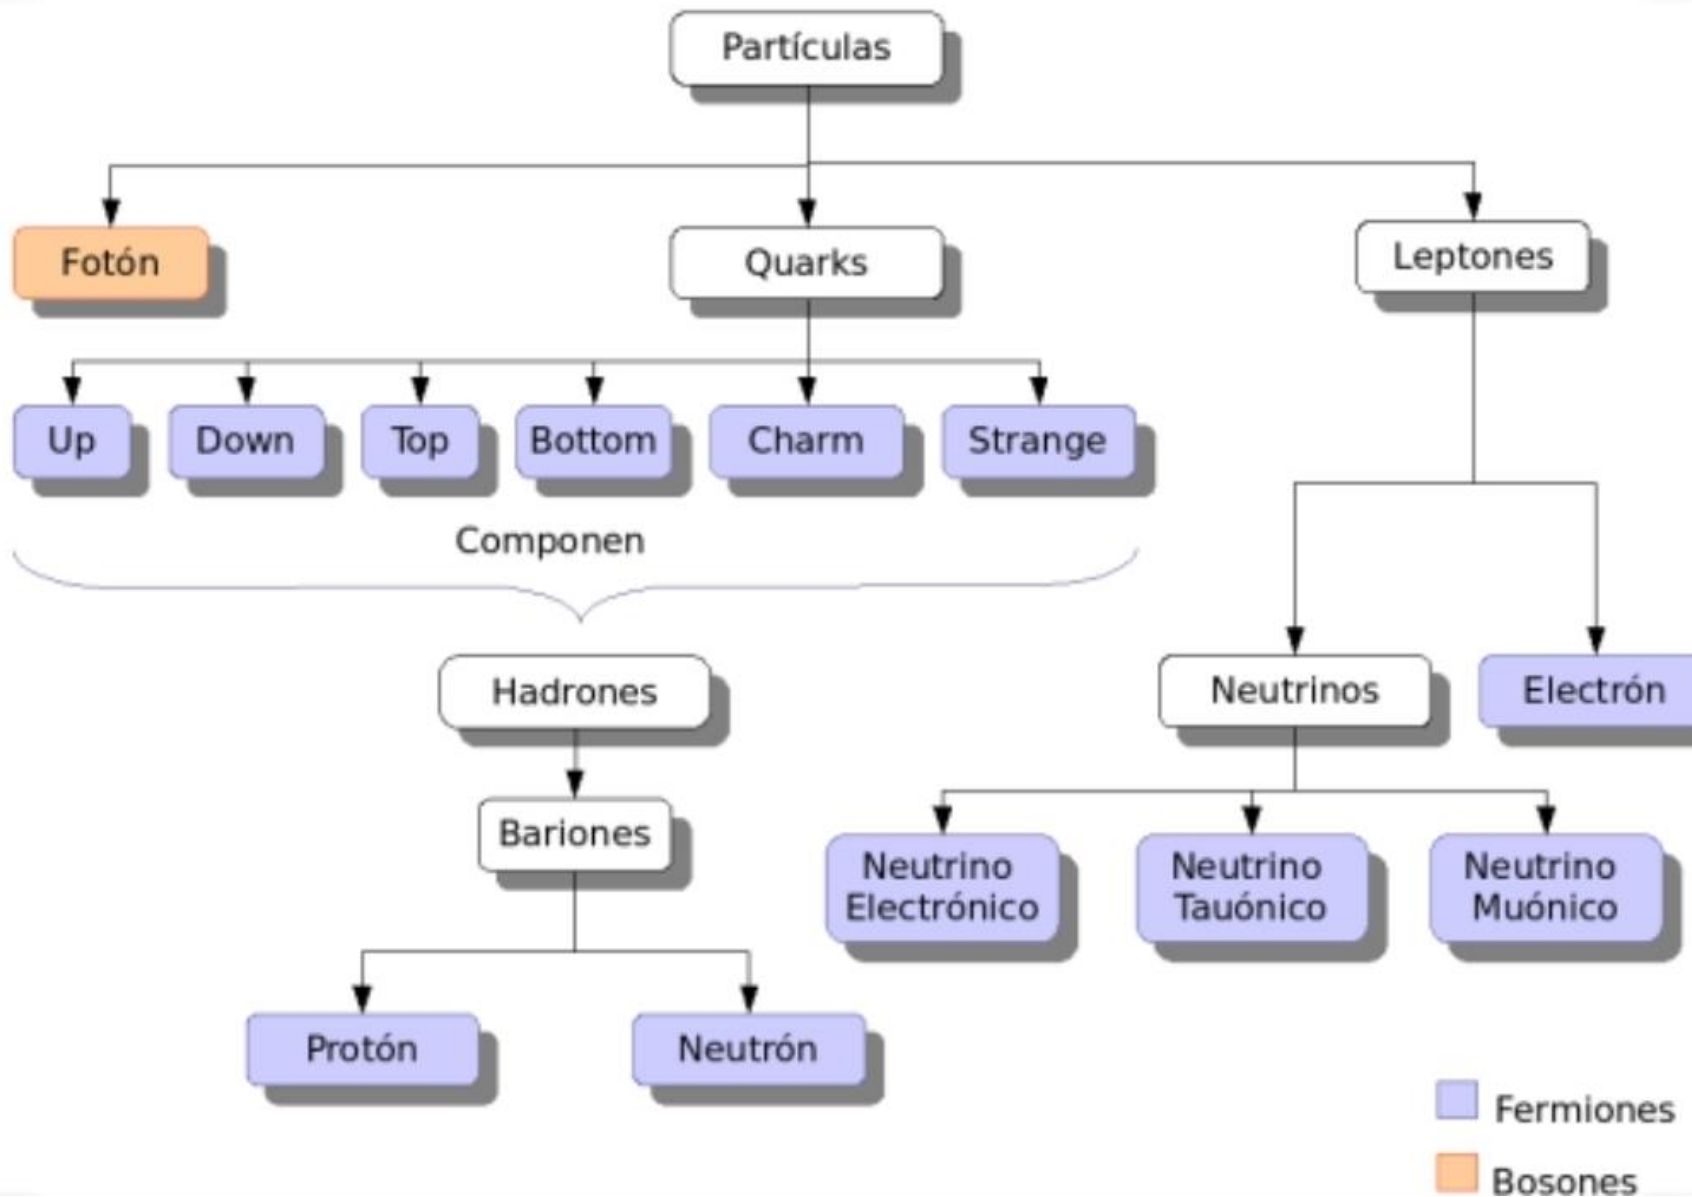 Partículas
Fotón
Quarks
Leptones
Up
Down
Top
Bottom
Charm
Strange
Componen
Hadrones
Neutrinos
Electrón
Bariones
Neutrino
Electrónico
Neutrino
Tauónico
Neutrino
Muónico
Protón
Neutrón
Fermiones
Bosones